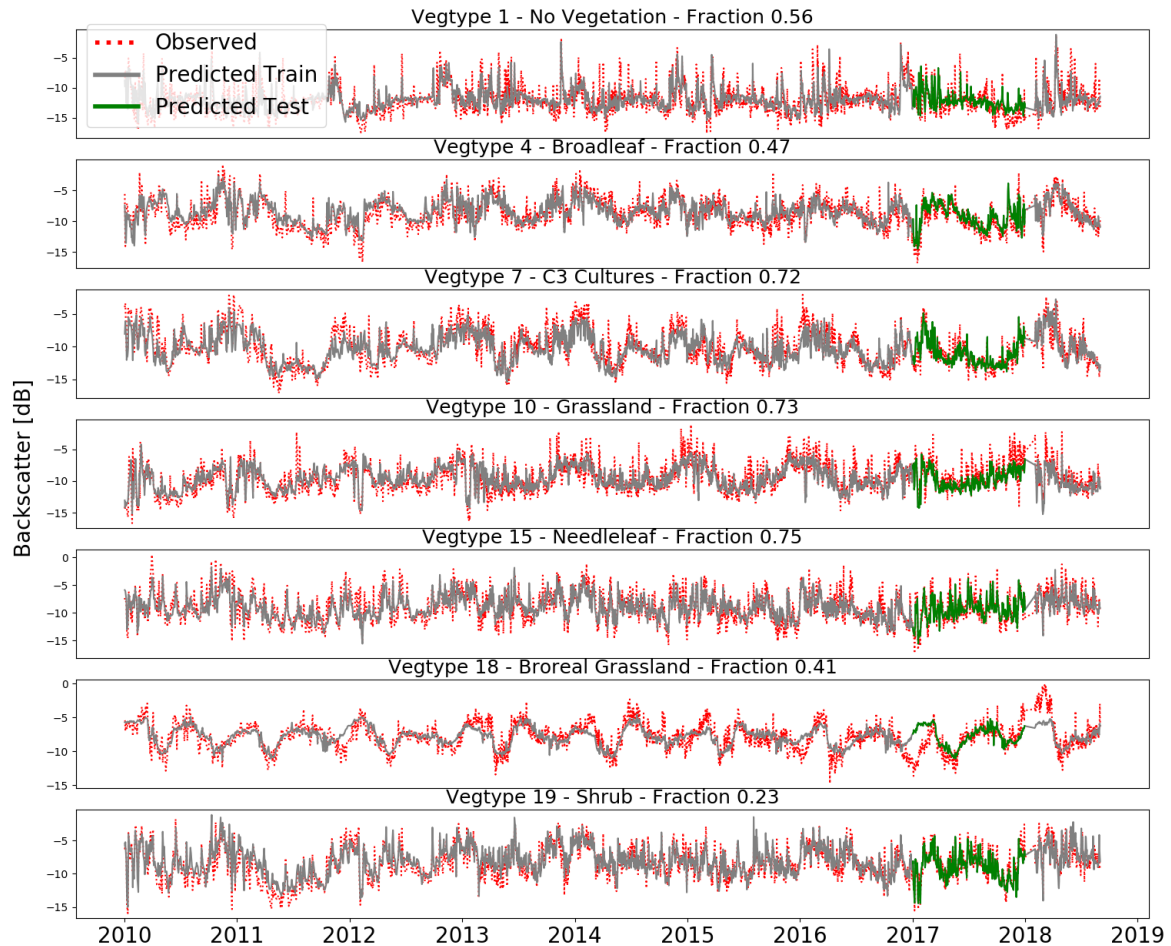 Vegtype 1 - No Vegetation - Fraction 0.56
Observed
Predicted Train
Predicted Test
−5
−10
−15
Vegtype 4 - Broadleaf - Fraction 0.47
−5
−10
−15
Vegtype 7 - C3 Cultures - Fraction 0.72
−5
−10
−15
Vegtype 10 - Grassland - Fraction 0.73
−5
−10
−15
Backscatter [dB]
Vegtype 15 - Needleleaf - Fraction 0.75
0
−5
−10
−15
Vegtype 18 - Broreal Grassland - Fraction 0.41
0
−5
−10
−15
Vegtype 19 - Shrub - Fraction 0.23
−5
−10
−15
2010 2011 2012 2013 2014 2015 2016 2017 2018 2019